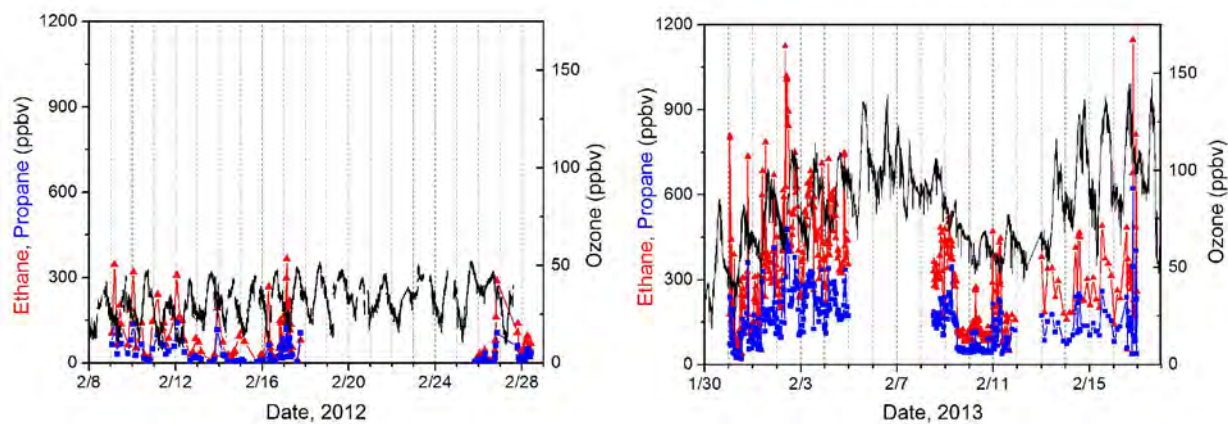 1200
900
600
300
0
Ethane, Propane (ppbv)
150
100
50
0
Ozone (ppbv)
2/8 2/12 2/16 2/20 2/24 2/28
Date, 2012
1200
900
600
300
0
Ethane, Propane (ppbv)
150
100
50
0
Ozone (ppbv)
1/30 2/3 2/7 2/11 2/15
Date, 2013